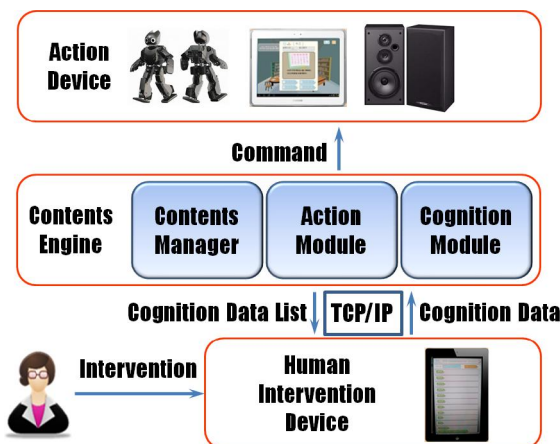 Action
Device
Command
Contents
Engine
Contents
Manager
Action
Module
Cognition
Module
Cognition Data List
TCP/IP
Cognition Data
Intervention
Human
Intervention
Device